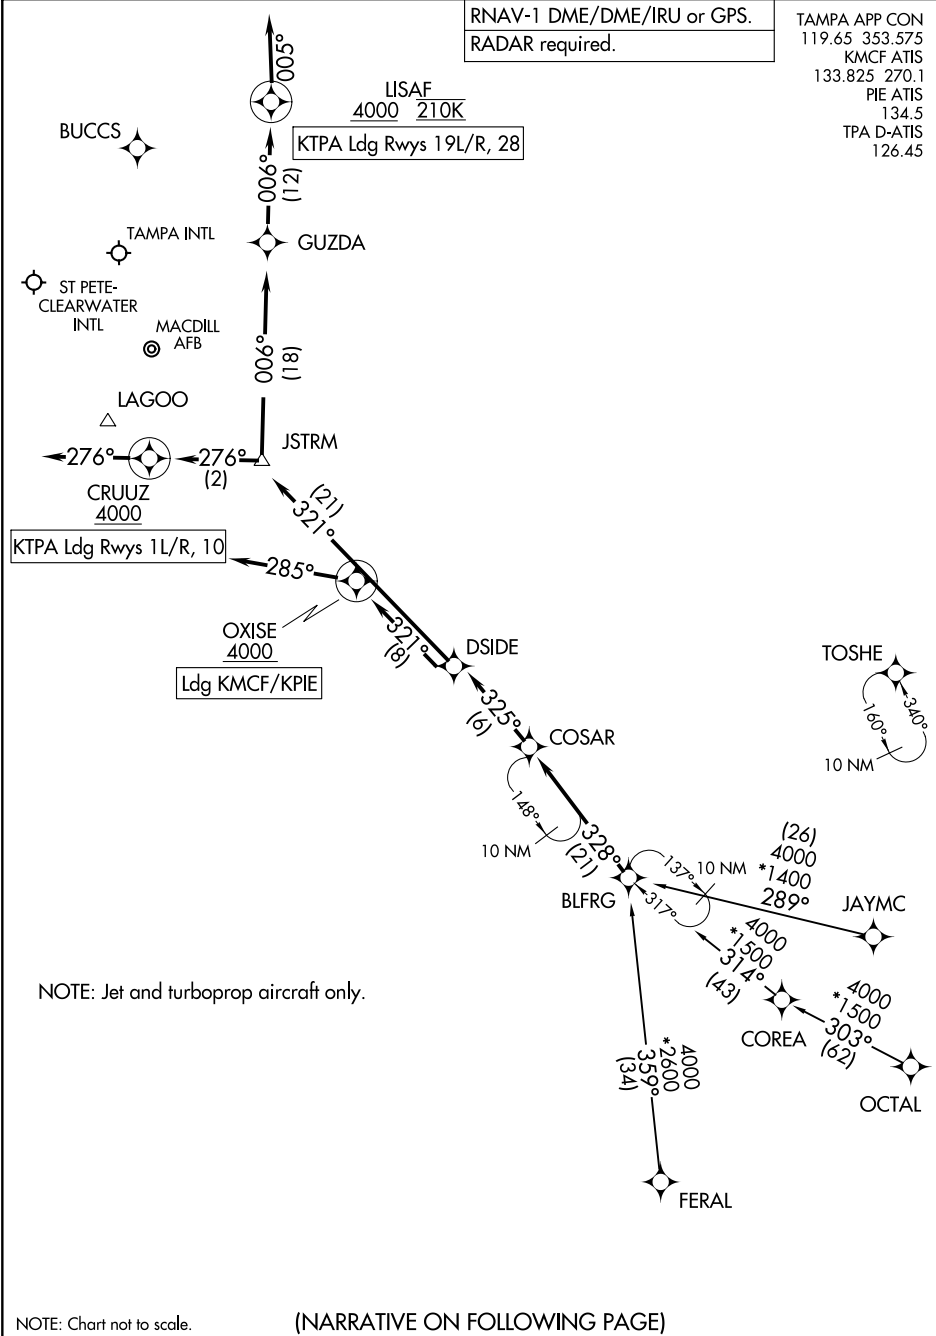 RNAV-1 DME/DME/IRU or GPS.
RADAR required.
TAMPA APP CON
119.65 353.575
KMCF ATIS
133.825 270.1
PIE ATIS
134.5
TPA D-ATIS
126.45
005°
LISAF
4000 210K
KTPA Ldg Rwys 19L/R, 28
BUCCS
006°
(12)
GUZDA
TAMPA INTL
ST PETE-
CLEARWATER
INTL
MACDILL
AFB
006°
(18)
LAGOO
JSTRM
276°
276°
(2)
CRUUZ
4000
KTPA Ldg Rwys 1L/R, 10
(21)
321°
285°
OXISE
4000
Ldg KMCF/KPIE
321°
(8)
DSIDE
325°
(6)
COSAR
TOSHE
340°
160°
10 NM
148°
10 NM
328°
(21)
BLFRG
137°
10 NM
317°
(26)
4000
*1400
289°
JAYMC
4000
*1500
314°
(43)
COREA
4000
*1500
303°
(62)
OCTAL
4000
*2600
359°
(34)
FERAL
NOTE: Jet and turboprop aircraft only.
NOTE: Chart not to scale.
(NARRATIVE ON FOLLOWING PAGE)